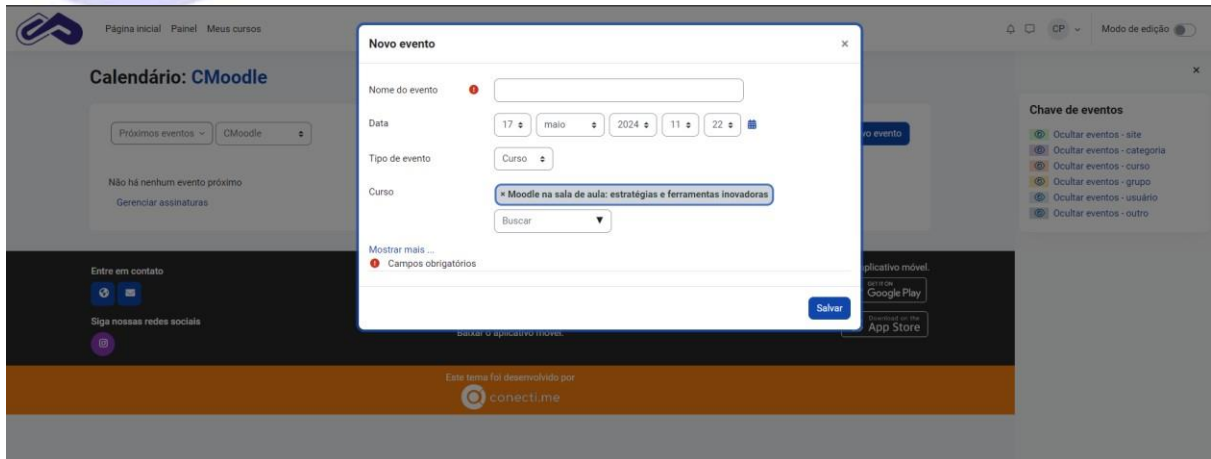 Página inicial Painel Meus cursos
CP
Modo de edição
Calendário: CMoodle
Próximos eventos
CMoodle
vo evento
Não há nenhum evento próximo
Gerenciar assinaturas
Novo evento
×
Nome do evento
Data
17 maio 2024 11 22
Tipo de evento
Curso
Curso
× Moodle na sala de aula: estratégias e ferramentas inovadoras
Buscar
Mostrar mais ...
Campos obrigatórios
Salvar
×
Chave de eventos
Ocultar eventos - site
Ocultar eventos - categoria
Ocultar eventos - curso
Ocultar eventos - grupo
Ocultar eventos - usuário
Ocultar eventos - outro
Entre em contato
Siga nossas redes sociais
Baixar o aplicativo móvel.
plicativo móvel.
GET IT ON
Google Play
Download on the
App Store
Este tema foi desenvolvido por
conecti.me